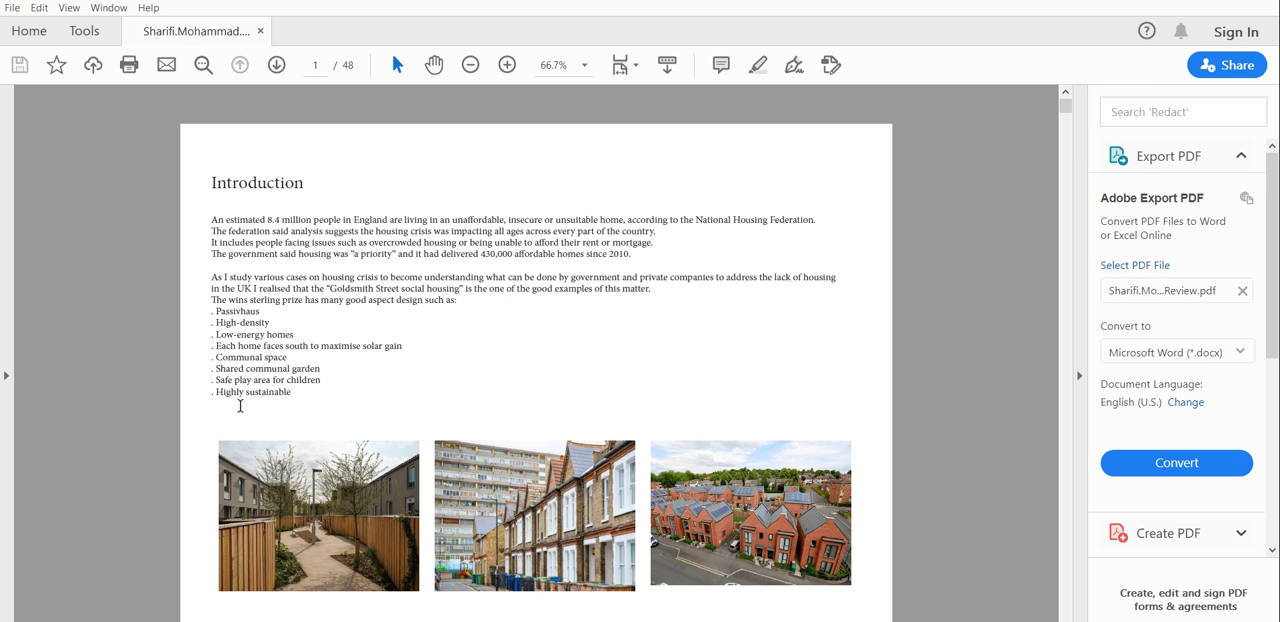 File Edit View Window Help
Home Tools Sharifi.Mohammad.... ×
Sign In
1 / 48
66.7%
Share
Introduction
An estimated 8.4 million people in England are living in an unaffordable, insecure or unsuitable home, according to the National Housing Federation.
The federation said analysis suggests the housing crisis was impacting all ages across every part of the country.
It includes people facing issues such as overcrowded housing or being unable to afford their rent or mortgage.
The government said housing was "a priority" and it had delivered 430,000 affordable homes since 2010.
As I study various cases on housing crisis to become understanding what can be done by government and private companies to address the lack of housing
in the UK I realised that the "Goldsmith Street social housing" is the one of the good examples of this matter.
The wins sterling prize has many good aspect design such as:
. Passivhaus
. High-density
. Low-energy homes
. Each home faces south to maximise solar gain
. Communal space
. Shared communal garden
. Safe play area for children
. Highly sustainable
Search 'Redact'
Export PDF
Adobe Export PDF
Convert PDF Files to Word
or Excel Online
Select PDF File
Sharifi.Mo...Review.pdf
Convert to
Microsoft Word (*.docx)
Document Language:
English (U.S.) Change
Convert
Create PDF
Create, edit and sign PDF
forms & agreements